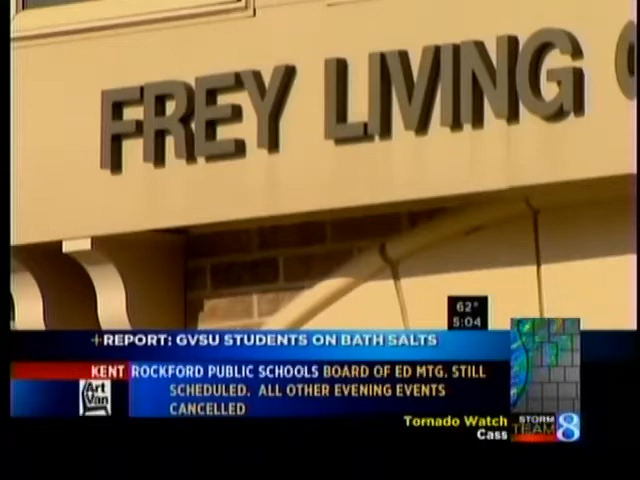 FREY LIVING C
62°
5:04
+REPORT: GVSU STUDENTS ON BATH SALTS
KENT ROCKFORD PUBLIC SCHOOLS BOARD OF ED MTG. STILL
SCHEDULED. ALL OTHER EVENING EVENTS
CANCELLED
Art
Van
Tornado Watch
Cass
STORM
TEAM 8